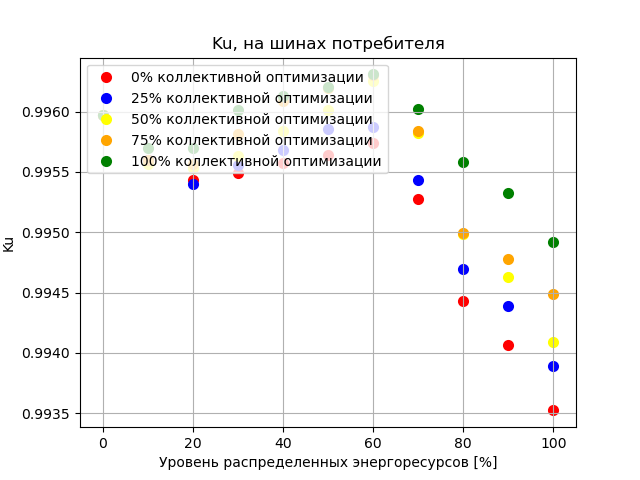 Ku, на шинах потребителя
0% коллективной оптимизации
25% коллективной оптимизации
50% коллективной оптимизации
75% коллективной оптимизации
100% коллективной оптимизации
0.9960
0.9955
0.9950
0.9945
0.9940
0.9935
Ku
0 20 40 60 80 100
Уровень распределенных энергоресурсов [%]